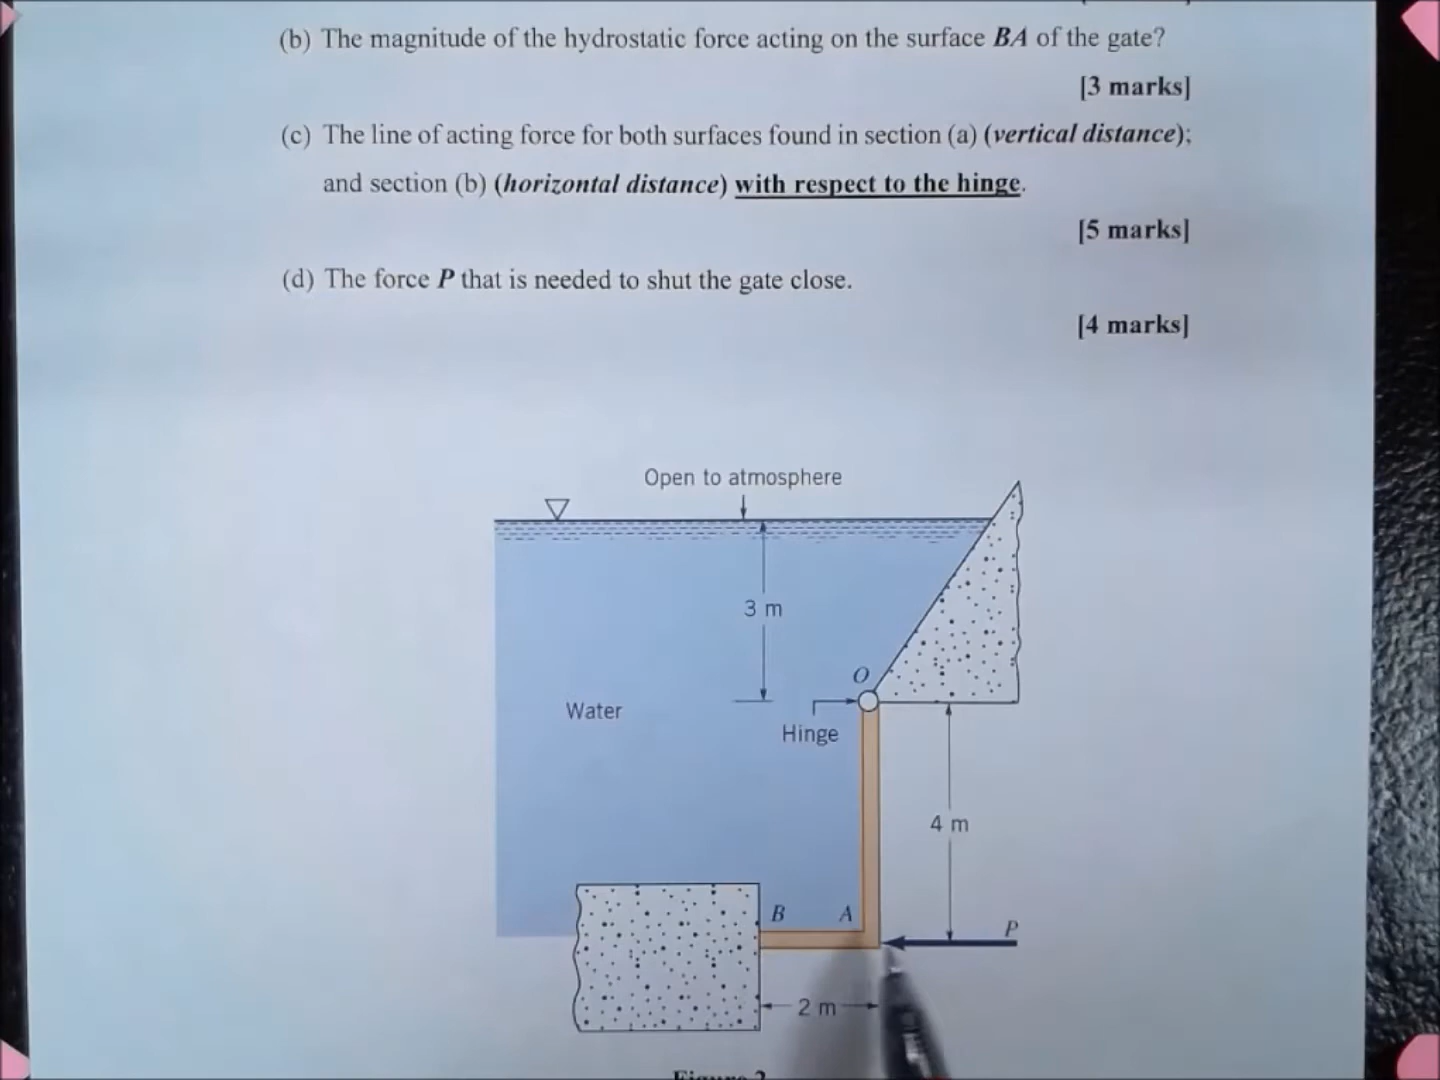 (b) The magnitude of the hydrostatic force acting on the surface BA of the gate?
[3 marks]
(c) The line of acting force for both surfaces found in section (a) (vertical distance);
and section (b) (horizontal distance) with respect to the hinge.
[5 marks]
(d) The force P that is needed to shut the gate close.
[4 marks]
Open to atmosphere
3 m
O
Water
Hinge
4 m
B
A
P
2 m